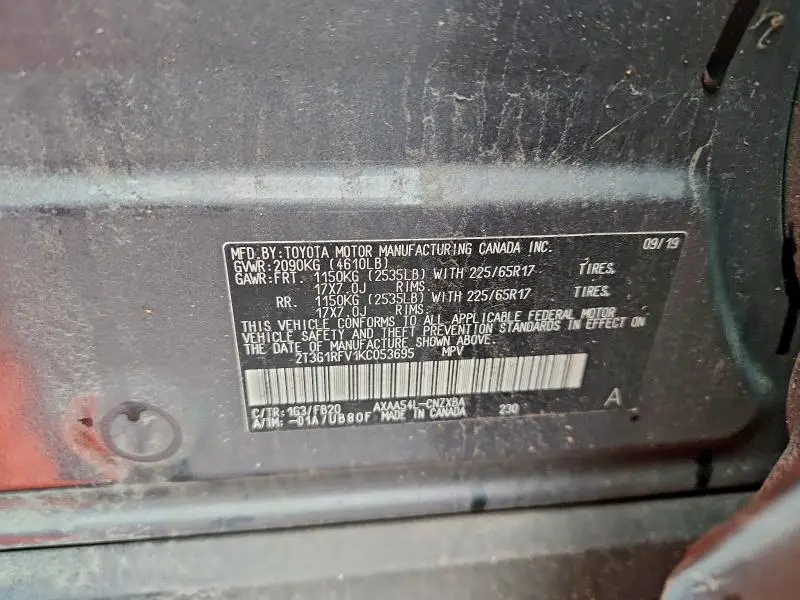 MFD.BY:TOYOTA MOTOR MANUFACTURING CANADA INC. 09/19
GVWR:2090KG (4610LB)
GAWR:FRT. 1150KG (2535LB) WITH 225/65R17 TIRES.
17X7.0J RIMS.
RR. 1150KG (2535LB) WITH 225/65R17 TIRES.
17X7.0J RIMS.
THIS VEHICLE CONFORMS TO ALL APPLICABLE FEDERAL MOTOR
VEHICLE SAFETY AND THEFT PREVENTION STANDARDS IN EFFECT ON
THE DATE OF MANUFACTURE SHOWN ABOVE.
2T3G1RFV1KC053695 MPV
C/TR:1G3/FB20 AXAA54L-CNZXBA A
A/TM:-01A/UB80F MADE IN CANADA 230